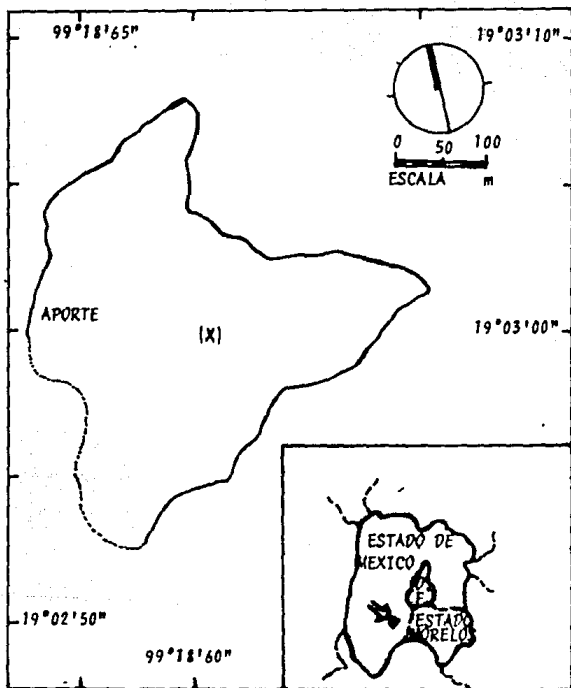 99°18'65"
19°03'10"
0 50 100
ESCALA m
APORTE
(X)
19°03'00"
ESTADO DE
MEXICO
D.
F.
ESTADO
MORELOS
19°02'50"
99°18'60"